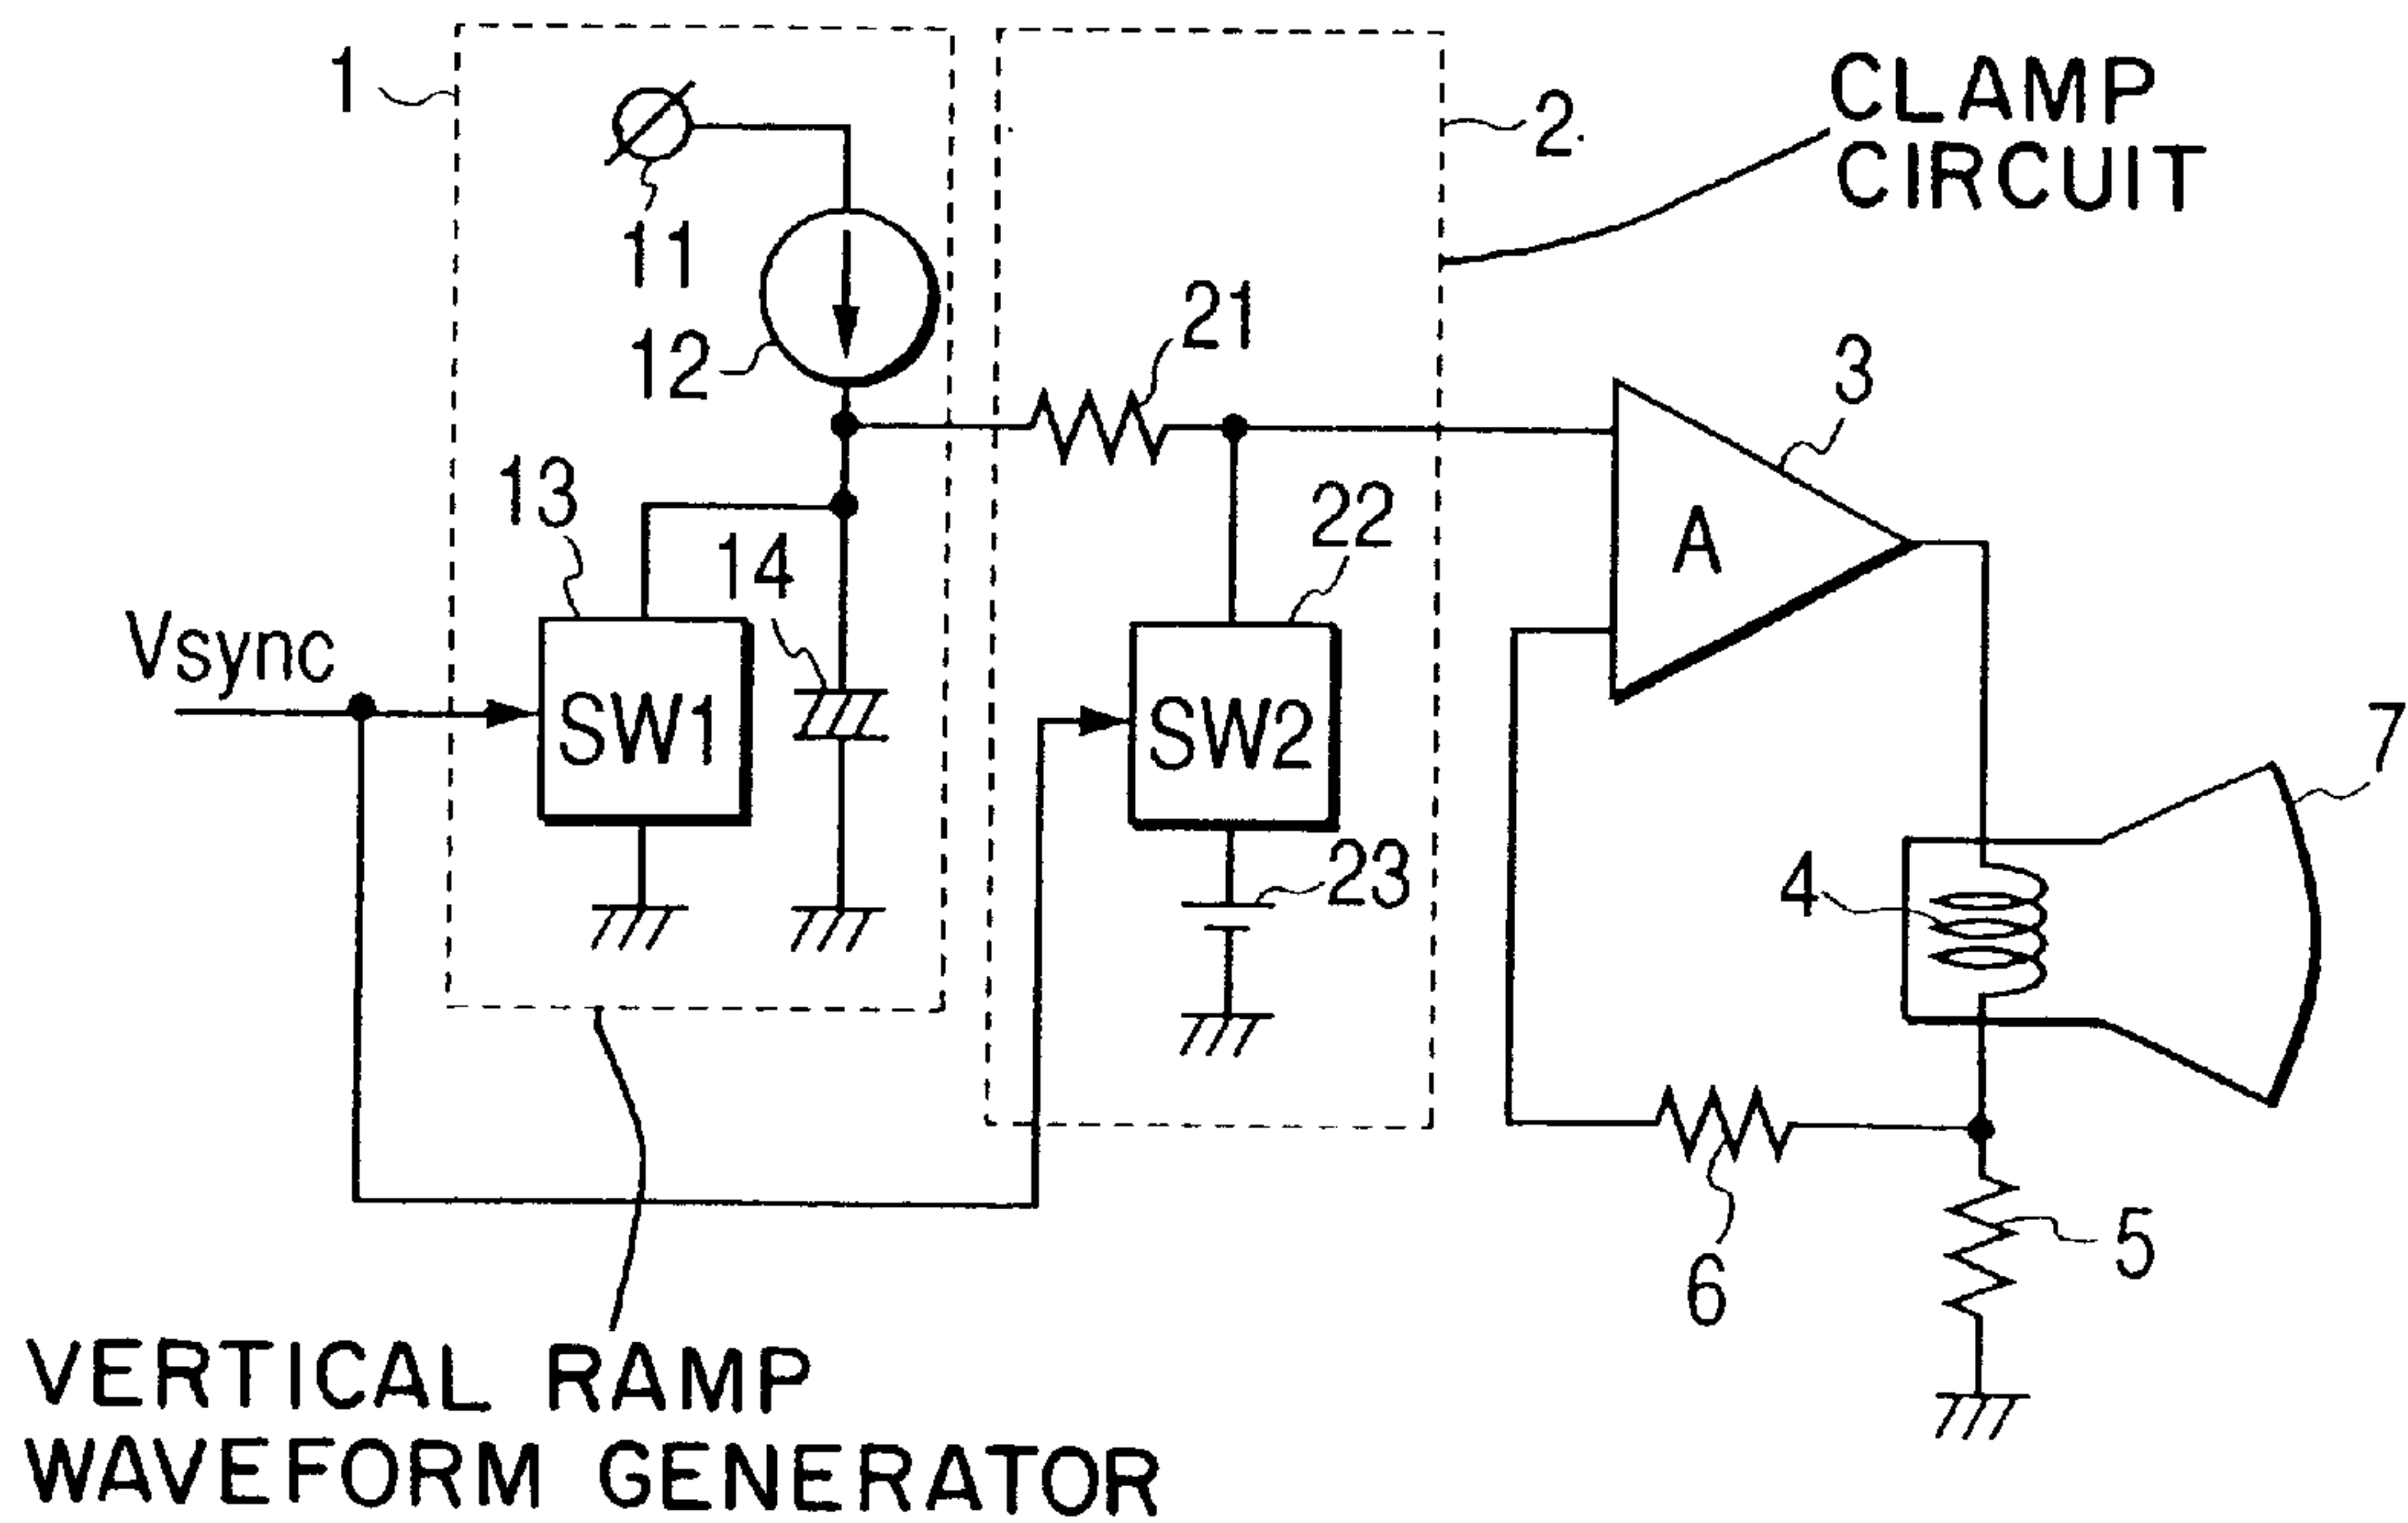 1
2
CLAMP
CIRCUIT
11
12
21
3
13
14
22
A
Vsync
SW1
SW2
7
23
4
6
5
VERTICAL RAMP
WAVEFORM GENERATOR